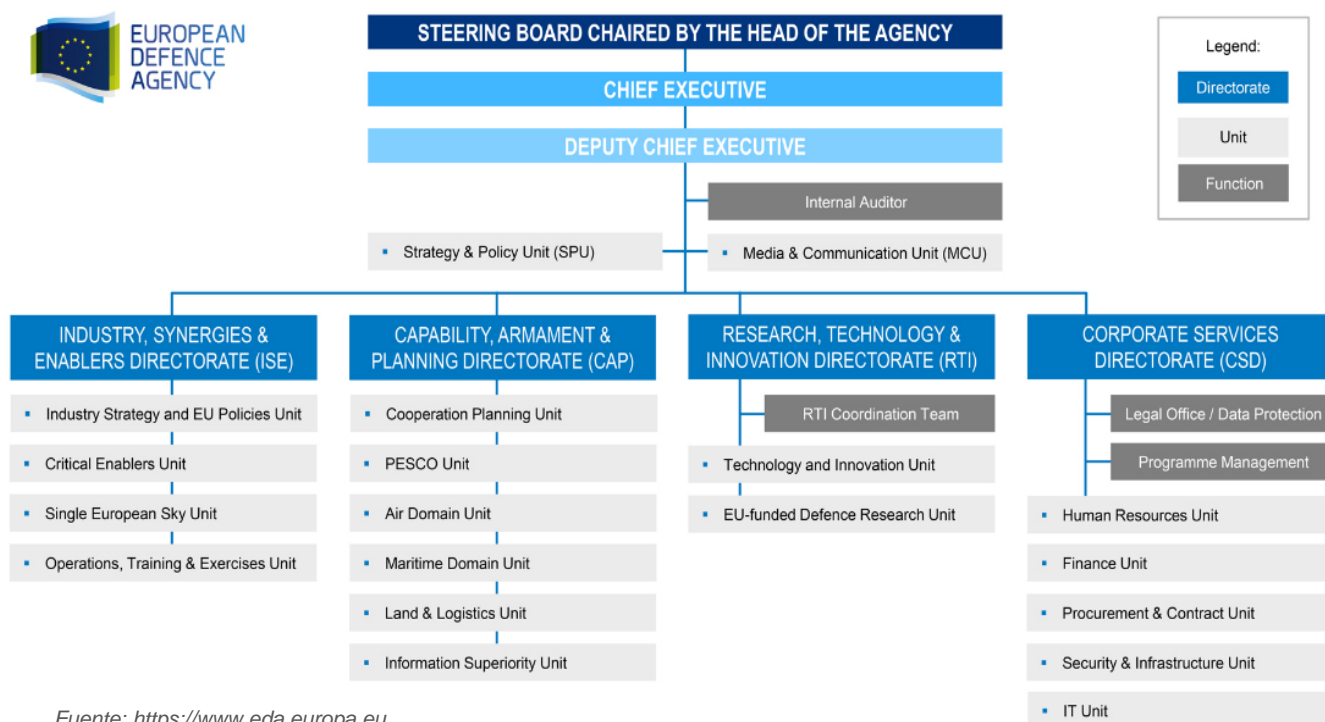 EUROPEAN
DEFENCE
AGENCY
STEERING BOARD CHAIRED BY THE HEAD OF THE AGENCY
CHIEF EXECUTIVE
DEPUTY CHIEF EXECUTIVE
Legend:
Directorate
Unit
Function
Internal Auditor
▪ Strategy & Policy Unit (SPU)
▪ Media & Communication Unit (MCU)
INDUSTRY, SYNERGIES &
ENABLERS DIRECTORATE (ISE)
▪ Industry Strategy and EU Policies Unit
▪ Critical Enablers Unit
▪ Single European Sky Unit
▪ Operations, Training & Exercises Unit
CAPABILITY, ARMAMENT &
PLANNING DIRECTORATE (CAP)
▪ Cooperation Planning Unit
▪ PESCO Unit
▪ Air Domain Unit
▪ Maritime Domain Unit
▪ Land & Logistics Unit
▪ Information Superiority Unit
RESEARCH, TECHNOLOGY &
INNOVATION DIRECTORATE (RTI)
RTI Coordination Team
▪ Technology and Innovation Unit
▪ EU-funded Defence Research Unit
CORPORATE SERVICES
DIRECTORATE (CSD)
Legal Office / Data Protection
Programme Management
▪ Human Resources Unit
▪ Finance Unit
▪ Procurement & Contract Unit
▪ Security & Infrastructure Unit
▪ IT Unit
Fuente: https://www.eda.europa.eu